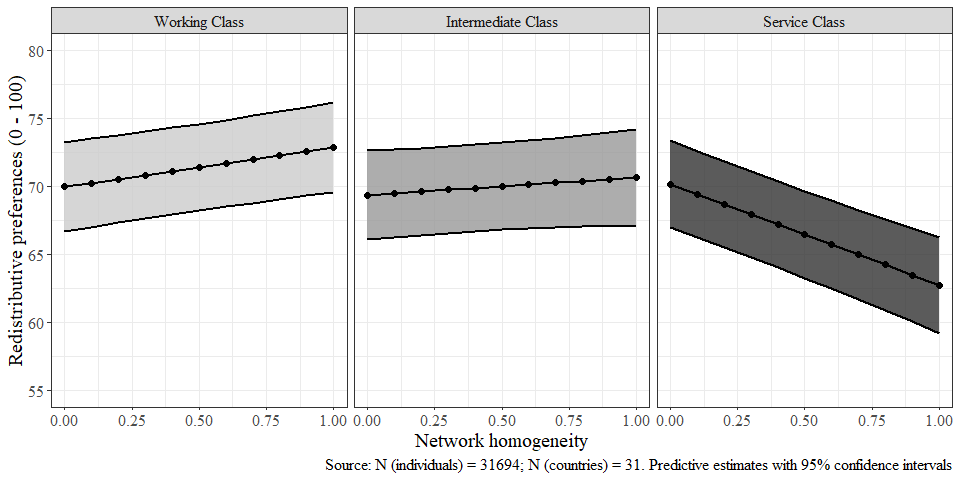 Working Class
Intermediate Class
Service Class
Redistributive preferences (0 - 100)
80
75
70
65
60
55
0.00 0.25 0.50 0.75 1.00
0.00 0.25 0.50 0.75 1.00
0.00 0.25 0.50 0.75 1.00
Network homogeneity
Source: N (individuals) = 31694; N (countries) = 31. Predictive estimates with 95% confidence intervals